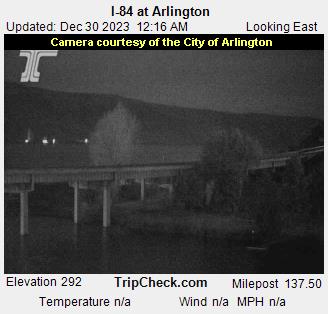 I-84 at Arlington
Updated: Dec 30 2023 12:16 AM Looking East
Camera courtesy of the City of Arlington
Elevation 292 TripCheck.com Milepost 137.50
Temperature n/a Wind n/a MPH n/a